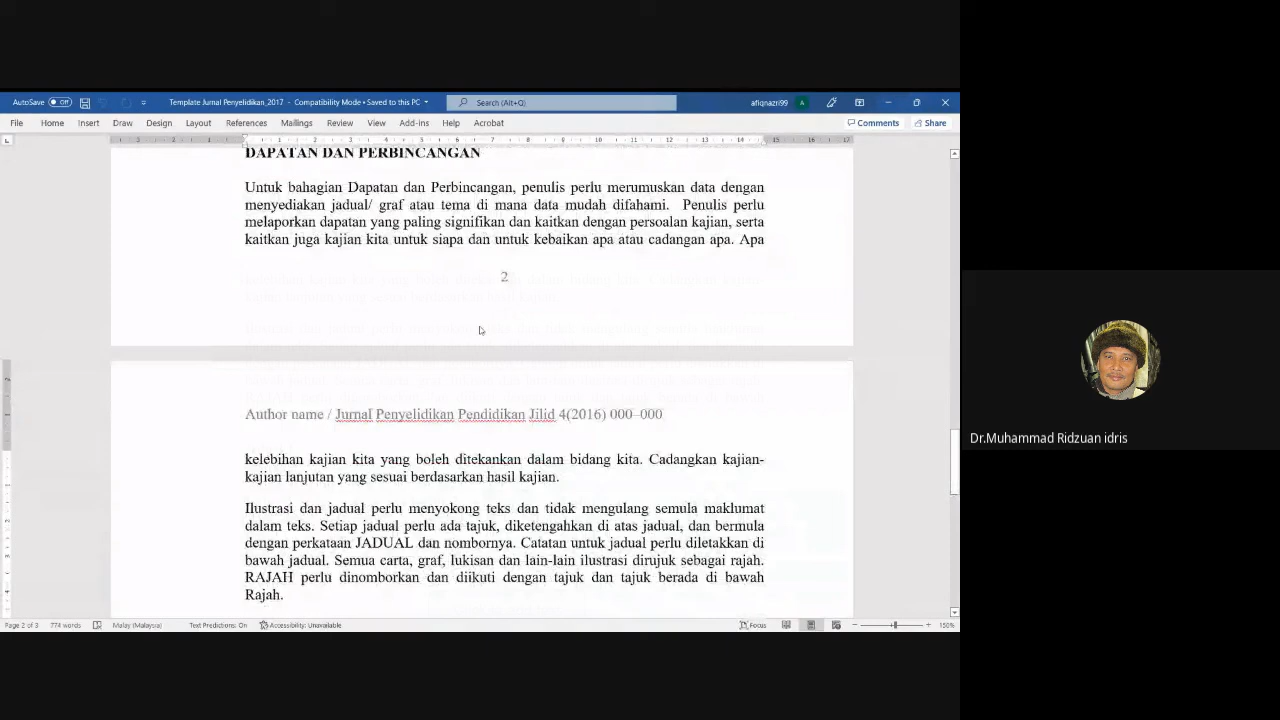 AutoSave Off Template Jurnal Penyelidikan_2017 - Compatibility Mode • Saved to this PC Search (Alt+Q) afiqnazri99 A
File Home Insert Draw Design Layout References Mailings Review View Add-ins Help Acrobat Comments Share
DAPATAN DAN PERBINCANGAN
Untuk bahagian Dapatan dan Perbincangan, penulis perlu merumuskan data dengan
menyediakan jadual/ graf atau tema di mana data mudah difahami. Penulis perlu
melaporkan dapatan yang paling signifikan dan kaitkan dengan persoalan kajian, serta
kaitkan juga kajian kita untuk siapa dan untuk kebaikan apa atau cadangan apa. Apa
2
Author name / Jurnal Penyelidikan Pendidikan Jilid 4(2016) 000–000
kelebihan kajian kita yang boleh ditekankan dalam bidang kita. Cadangkan kajian-
kajian lanjutan yang sesuai berdasarkan hasil kajian.
Ilustrasi dan jadual perlu menyokong teks dan tidak mengulang semula maklumat
dalam teks. Setiap jadual perlu ada tajuk, diketengahkan di atas jadual, dan bermula
dengan perkataan JADUAL dan nombornya. Catatan untuk jadual perlu diletakkan di
bawah jadual. Semua carta, graf, lukisan dan lain-lain ilustrasi dirujuk sebagai rajah.
RAJAH perlu dinomborkan dan diikuti dengan tajuk dan tajuk berada di bawah
Rajah.
Page 2 of 3 774 words Malay (Malaysia) Text Predictions: On Accessibility: Unavailable Focus 150%
Dr.Muhammad Ridzuan idris